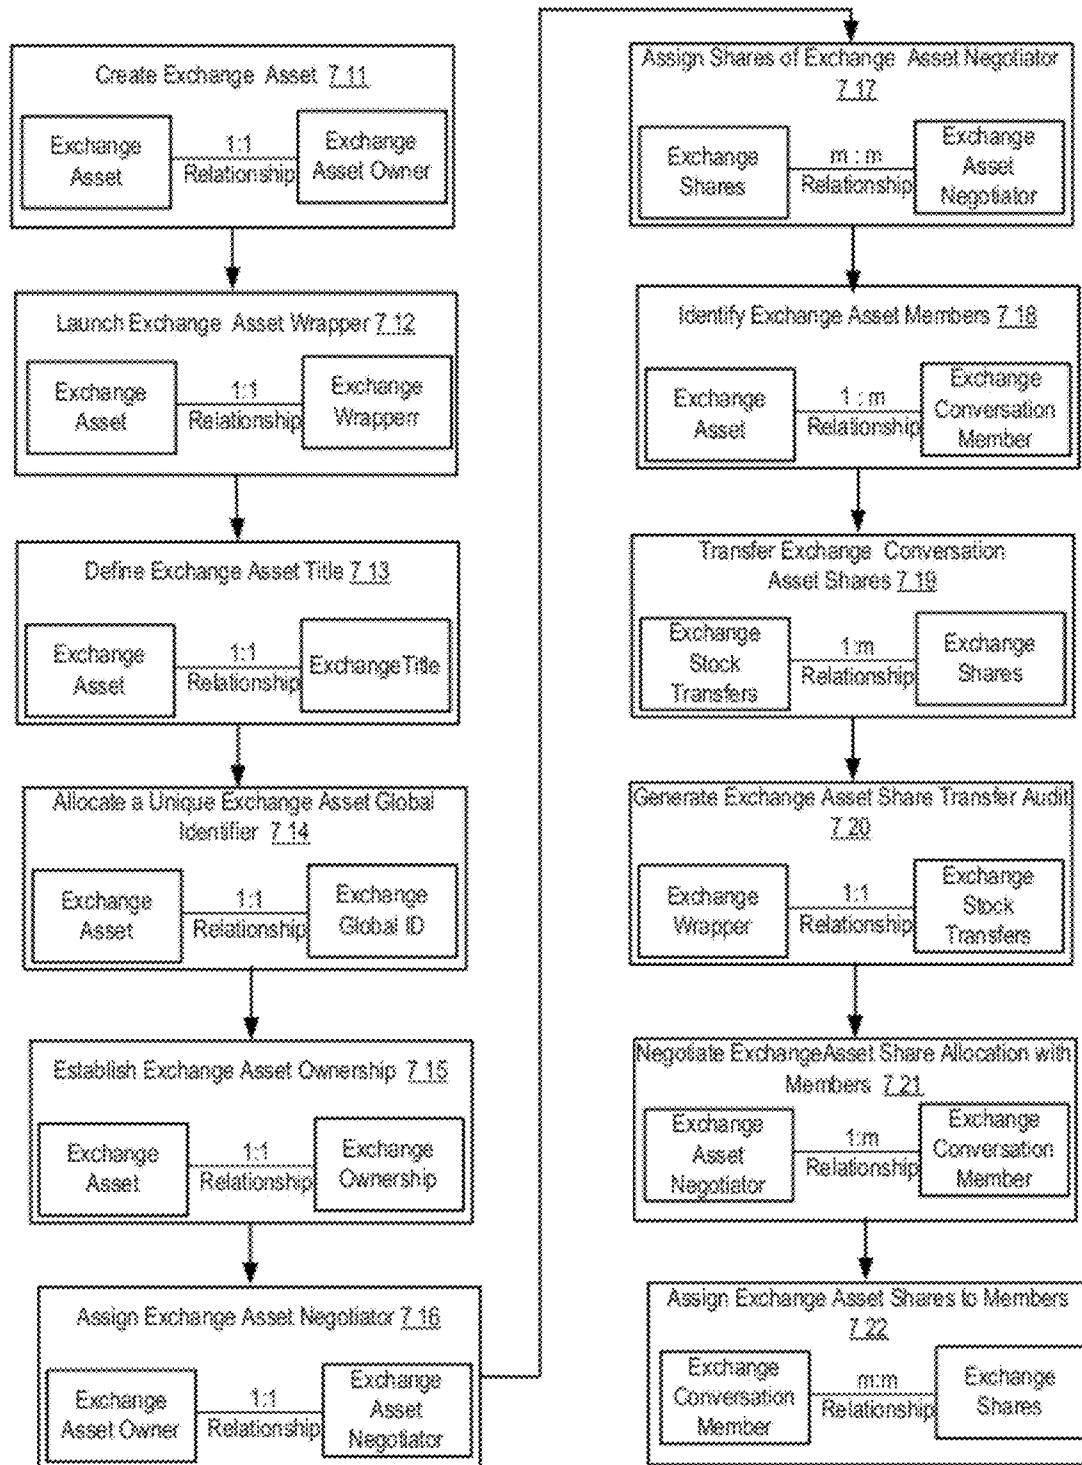 Create Exchange Asset 7.11
Exchange
Asset
1:1
Relationship
Exchange
Asset Owner
Launch Exchange Asset Wrapper 7.12
Exchange
Asset
1:1
Relationship
Exchange
Wrapperr
Define Exchange Asset Title 7.13
Exchange
Asset
1:1
Relationship
ExchangeTitle
Allocate a Unique Exchange Asset Global
Identifier 7.14
Exchange
Asset
1:1
Relationship
Exchange
Global ID
Establish Exchange Asset Ownership 7.15
Exchange
Asset
1:1
Relationship
Exchange
Ownership
Assign Exchange Asset Negotiator 7.16
Exchange
Asset Owner
1:1
Relationship
Exchange
Asset
Negotiator
Assign Shares of Exchange Asset Negotiator
7.17
Exchange
Shares
m : m
Relationship
Exchange
Asset
Negotiator
Identify Exchange Asset Members 7.18
Exchange
Asset
1 : m
Relationship
Exchange
Conversation
Member
Transfer Exchange Conversation
Asset Shares 7.19
Exchange
Stock
Transfers
1:m
Relationship
Exchange
Shares
Generate Exchange Asset Share Transfer Audit
7.20
Exchange
Wrapper
1:1
Relationship
Exchange
Stock
Transfers
Negotiate ExchangeAsset Share Allocation with
Members 7.21
Exchange
Asset
Negotiator
1:m
Relationship
Exchange
Conversation
Member
Assign Exchange Asset Shares to Members
7.22
Exchange
Conversation
Member
m:m
Relationship
Exchange
Shares